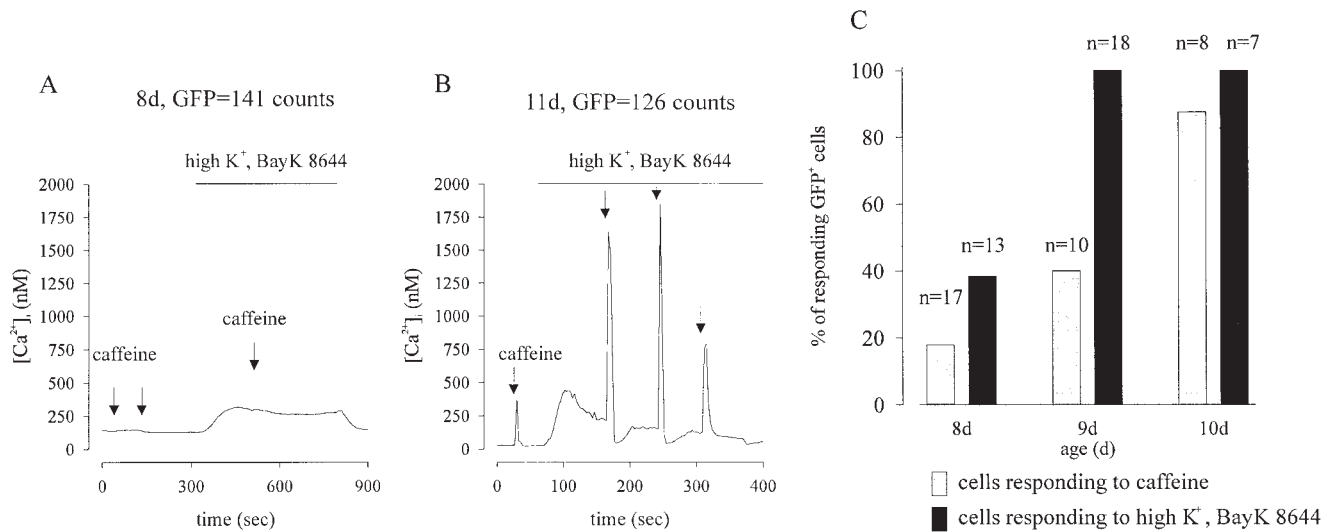 A
8d, GFP=141 counts
high K⁺, BayK 8644
2000
1750
1500
1250
1000
750
500
250
0
[Ca²⁺]ᵢ (nM)
caffeine
caffeine
0
300
600
900
time (sec)
B
11d, GFP=126 counts
high K⁺, BayK 8644
2000
1750
1500
1250
1000
750
500
250
0
[Ca²⁺]ᵢ (nM)
caffeine
0
100
200
300
400
time (sec)
C
n=18
n=8
n=7
100
80
60
40
20
0
% of responding GFP⁺ cells
n=17
n=13
n=10
8d
9d
10d
age (d)
cells responding to caffeine
cells responding to high K⁺, BayK 8644